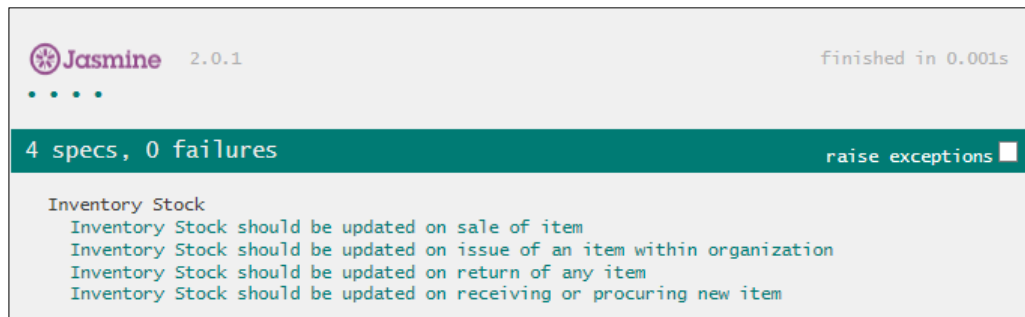 Jasmine 2.0.1 finished in 0.001s
4 specs, 0 failures raise exceptions
Inventory Stock
Inventory Stock should be updated on sale of item
Inventory Stock should be updated on issue of an item within organization
Inventory Stock should be updated on return of any item
Inventory Stock should be updated on receiving or procuring new item